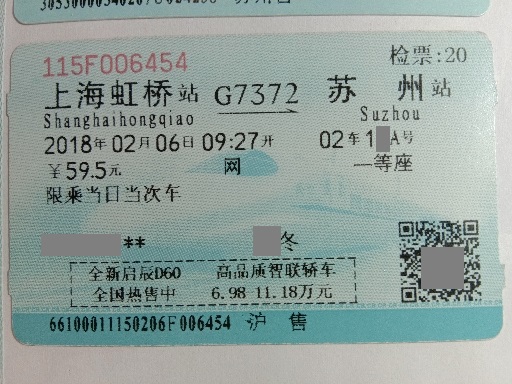 115F006454 检票:20
上海虹桥站 G7372 苏州站
Shanghaihongqiao Suzhou
2018年02月06日09:27开 02车1 A号
￥59.5元 网 一等座
限乘当日当次车
** 冬
全新启辰D60 高品质智联轿车
全国热售中 6.98-11.18万元
66100011150206F006454 沪售